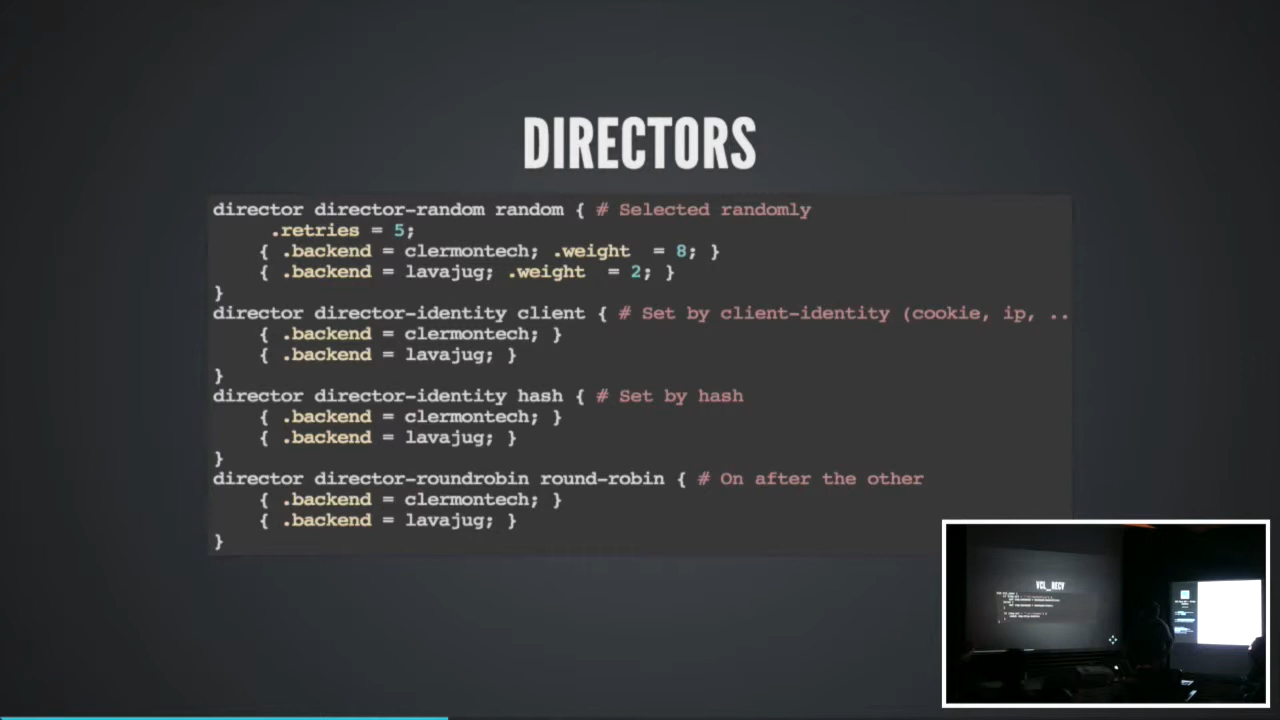 DIRECTORS
director director-random random { # Selected randomly
.retries = 5;
{ .backend = clermontech; .weight = 8; }
{ .backend = lavajug; .weight = 2; }
}
director director-identity client { # Set by client-identity (cookie, ip, ..
{ .backend = clermontech; }
{ .backend = lavajug; }
}
director director-identity hash { # Set by hash
{ .backend = clermontech; }
{ .backend = lavajug; }
}
director director-roundrobin round-robin { # On after the other
{ .backend = clermontech; }
{ .backend = lavajug; }
}
VCL_RECV